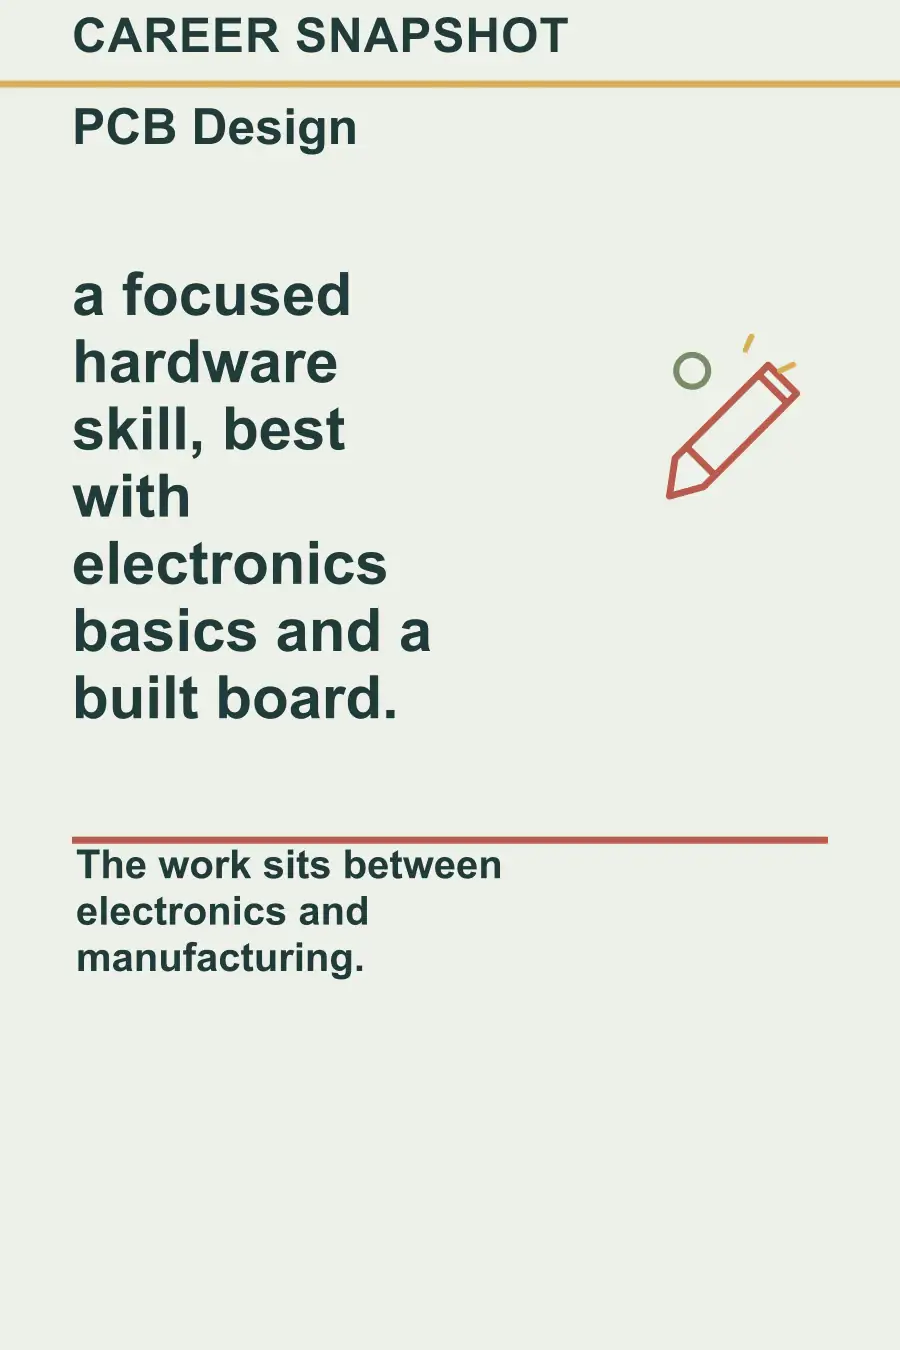 CAREER SNAPSHOT
PCB Design
a focused
hardware
skill, best
with
electronics
basics and a
built board.
The work sits between
electronics and
manufacturing.